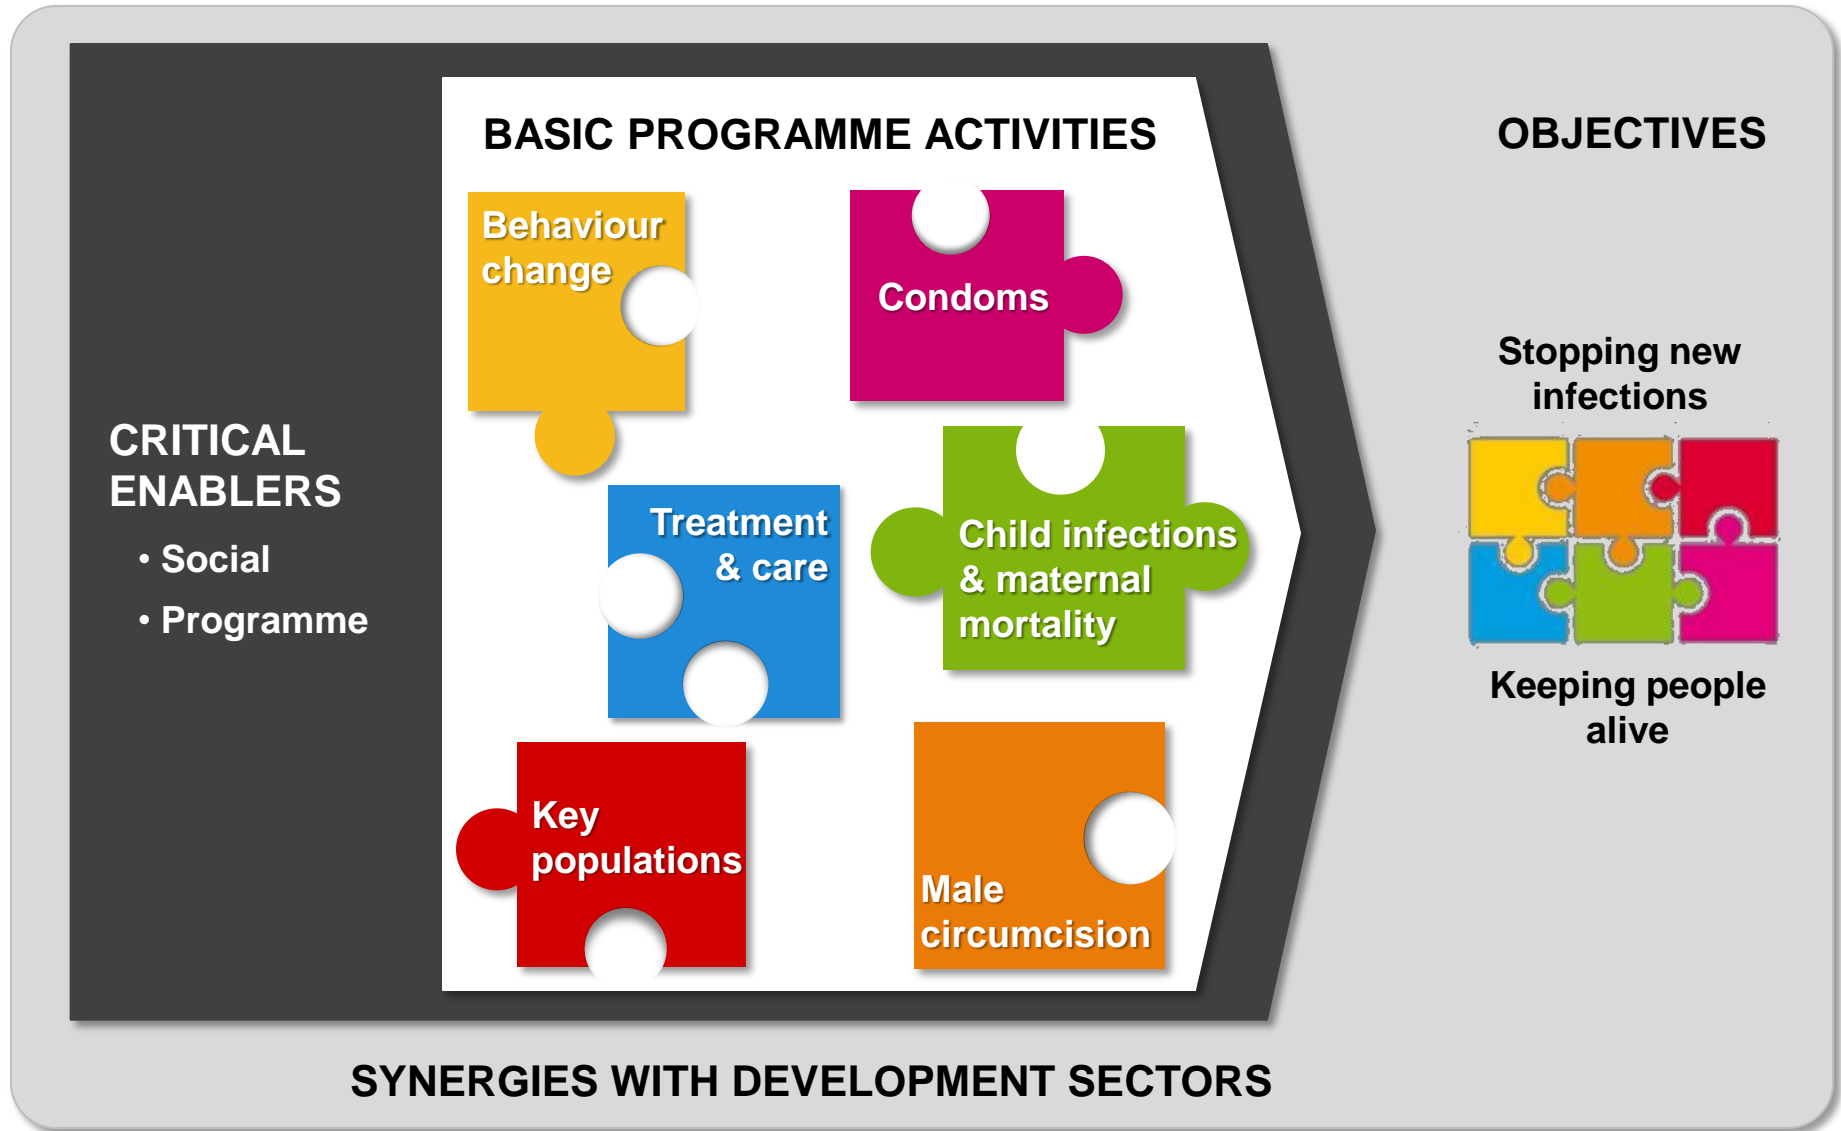 BASIC PROGRAMME ACTIVITIES
OBJECTIVES
Behaviour
change
Condoms
Stopping new
infections
CRITICAL
ENABLERS
• Social
• Programme
Treatment
& care
Child infections
& maternal
mortality
Keeping people
alive
Key
populations
Male
circumcision
SYNERGIES WITH DEVELOPMENT SECTORS